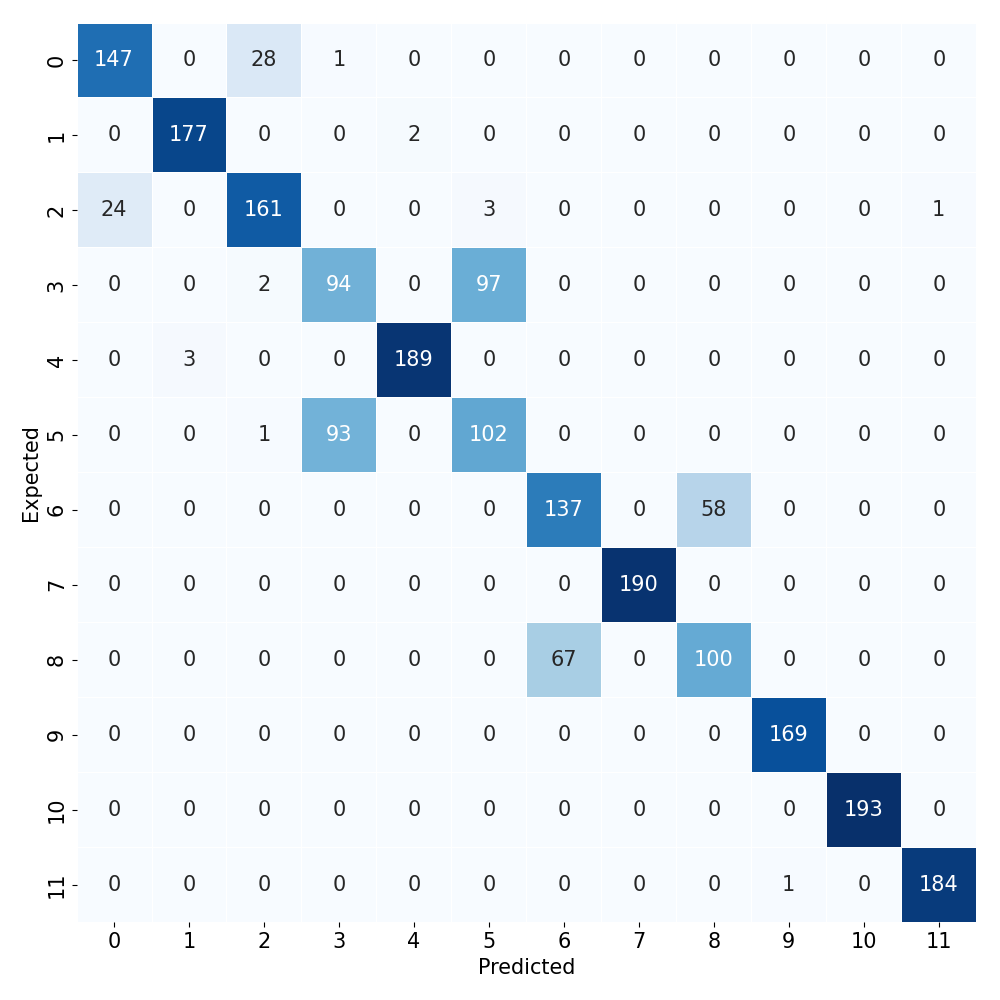 0 147 0 28 1 0 0 0 0 0 0 0 0
1 0 177 0 0 2 0 0 0 0 0 0 0
2 24 0 161 0 0 3 0 0 0 0 0 1
3 0 0 2 94 0 97 0 0 0 0 0 0
4 0 3 0 0 189 0 0 0 0 0 0 0
5 0 0 1 93 0 102 0 0 0 0 0 0
6 0 0 0 0 0 0 137 0 58 0 0 0
7 0 0 0 0 0 0 0 190 0 0 0 0
8 0 0 0 0 0 0 67 0 100 0 0 0
9 0 0 0 0 0 0 0 0 0 169 0 0
10 0 0 0 0 0 0 0 0 0 0 193 0
11 0 0 0 0 0 0 0 0 0 1 0 184
Expected
0 1 2 3 4 5 6 7 8 9 10 11
Predicted